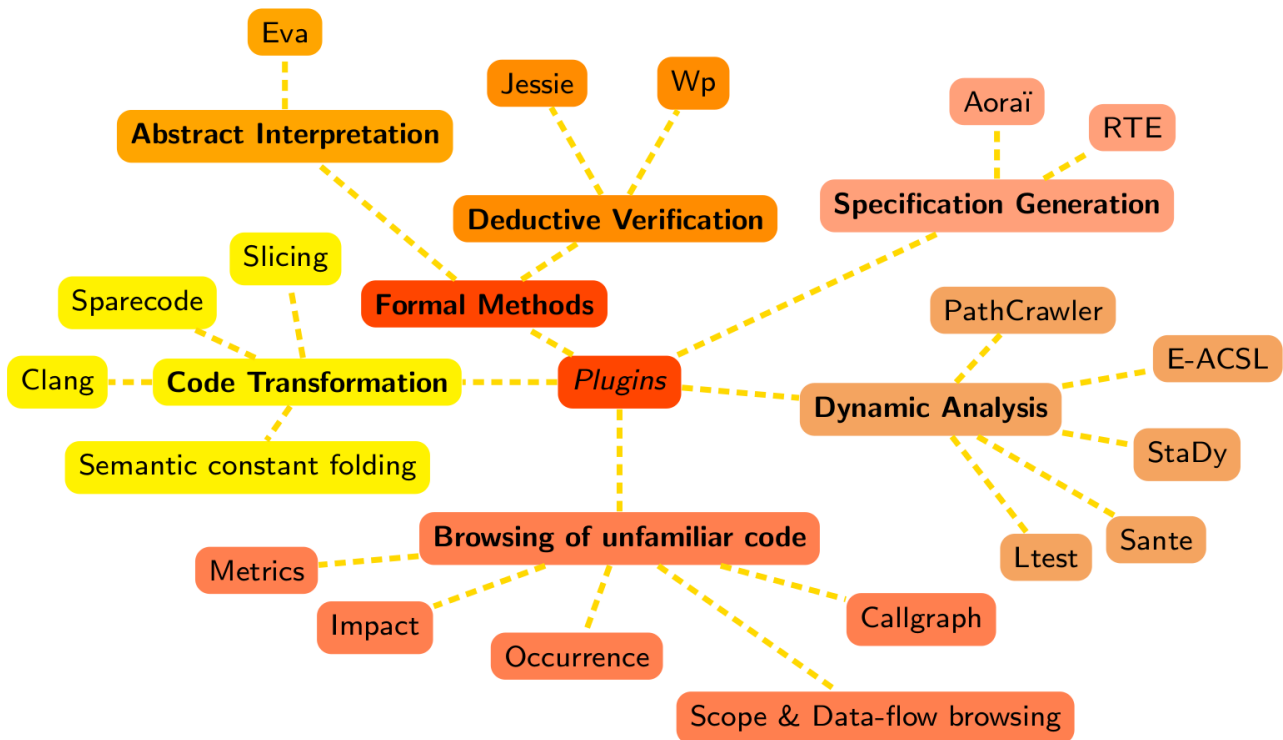 Eva
Jessie
Wp
Aoraï
RTE
Abstract Interpretation
Deductive Verification
Specification Generation
Slicing
Sparecode
Formal Methods
PathCrawler
E-ACSL
Clang
Code Transformation
Plugins
Dynamic Analysis
StaDy
Semantic constant folding
Browsing of unfamiliar code
Sante
Ltest
Metrics
Impact
Callgraph
Occurrence
Scope & Data-flow browsing